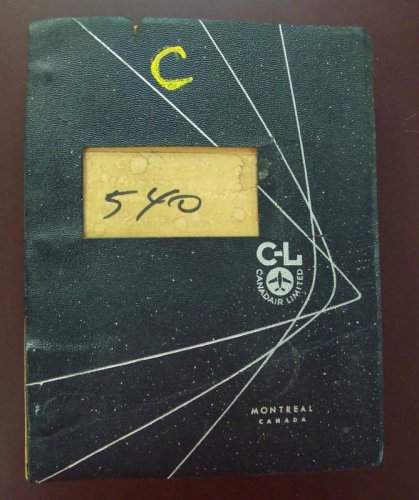 C
540
C-L
CANADAIR LIMITED
MONTREAL
CANADA